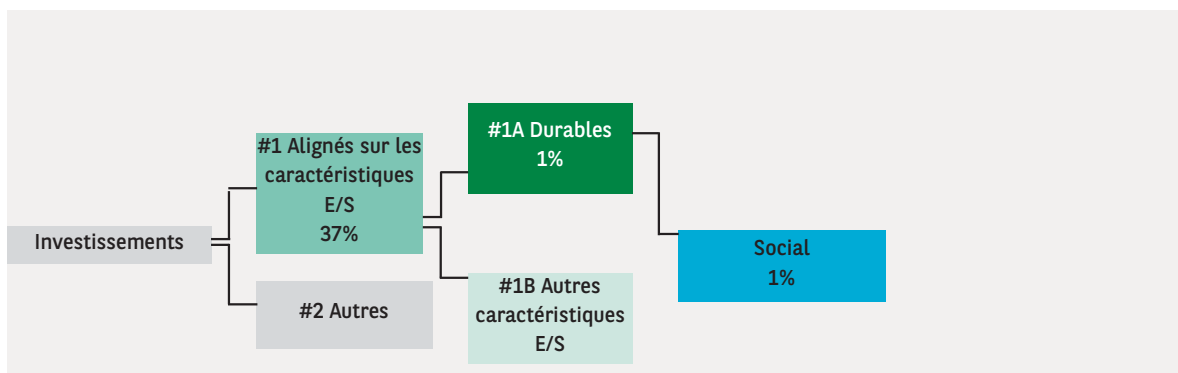 Investissements
#1 Alignés sur les
caractéristiques
E/S
37%
#2 Autres
#1A Durables
1%
#1B Autres
caractéristiques
E/S
Social
1%